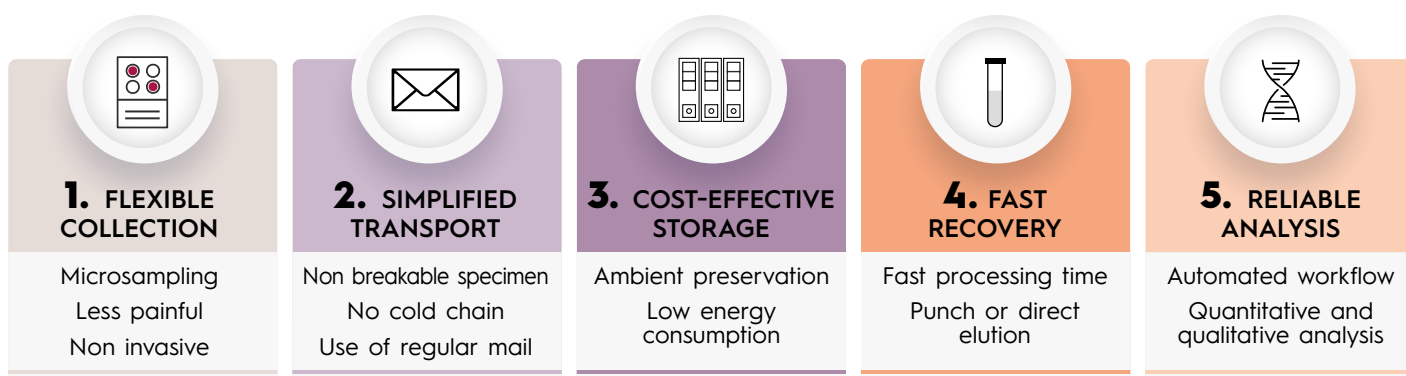 1. FLEXIBLE
COLLECTION
Microsampling
Less painful
Non invasive
2. SIMPLIFIED
TRANSPORT
Non breakable specimen
No cold chain
Use of regular mail
3. COST-EFFECTIVE
STORAGE
Ambient preservation
Low energy
consumption
4. FAST
RECOVERY
Fast processing time
Punch or direct
elution
5. RELIABLE
ANALYSIS
Automated workflow
Quantitative and
qualitative analysis